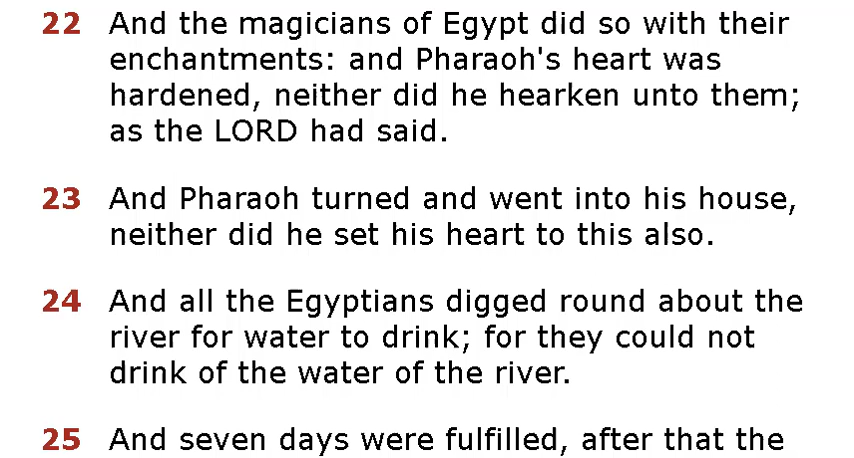 22 And the magicians of Egypt did so with their
enchantments: and Pharaoh's heart was
hardened, neither did he hearken unto them;
as the LORD had said.
23 And Pharaoh turned and went into his house,
neither did he set his heart to this also.
24 And all the Egyptians digged round about the
river for water to drink; for they could not
drink of the water of the river.
25 And seven days were fulfilled, after that the